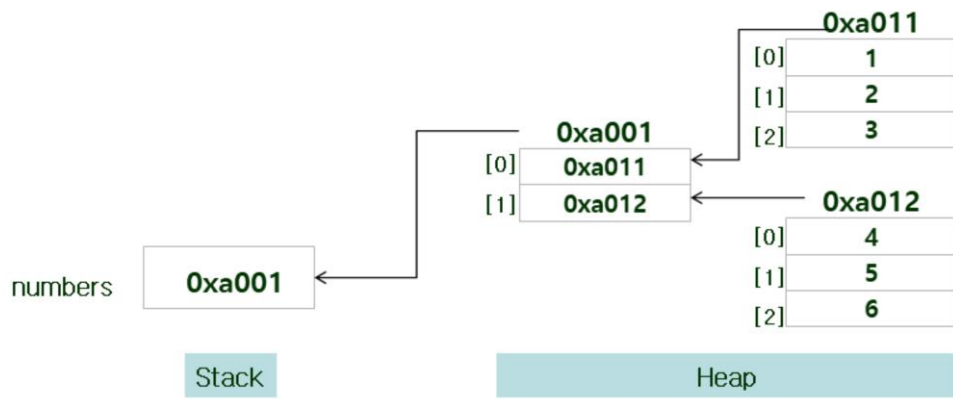 0xa011
[0] 1
[1] 2
[2] 3
0xa001
[0] 0xa011
[1] 0xa012
0xa012
[0] 4
[1] 5
[2] 6
numbers 0xa001
Stack Heap